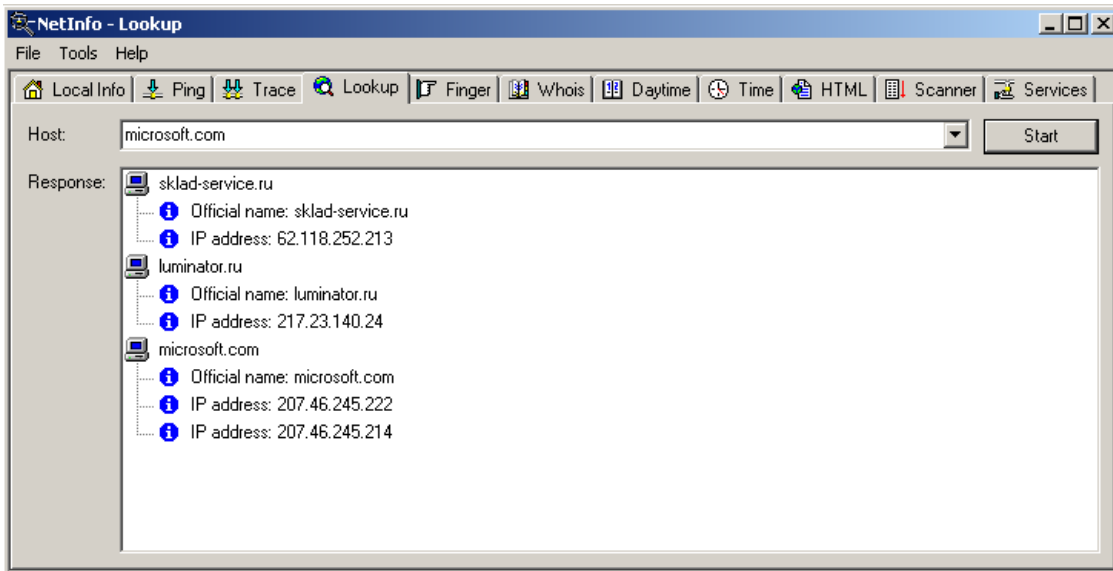 NetInfo - Lookup
File Tools Help
Local Info Ping Trace Lookup Finger Whois Daytime Time HTML Scanner Services
Host: microsoft.com Start
Response: sklad-service.ru
Official name: sklad-service.ru
IP address: 62.118.252.213
luminator.ru
Official name: luminator.ru
IP address: 217.23.140.24
microsoft.com
Official name: microsoft.com
IP address: 207.46.245.222
IP address: 207.46.245.214